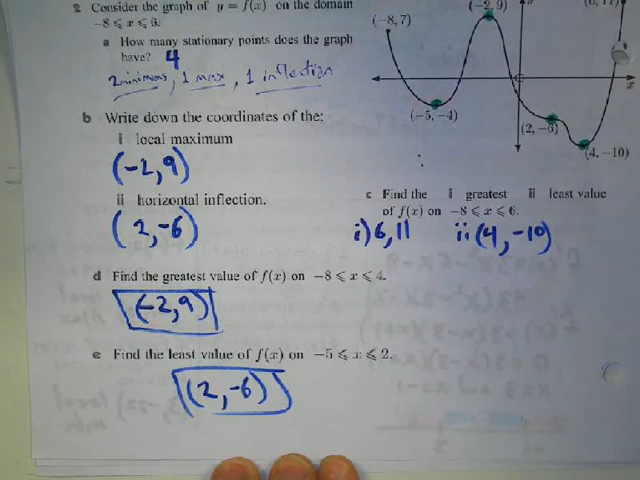 2 Consider the graph of y = f(x) on the domain
−8 ⩽ x ⩽ 6.
a How many stationary points does the graph
have? 4
2 minimums, 1 max, 1 inflection
(−8, 7)
(−2, 9)
(6, 11)
y
x
(−5, −4)
(2, −6)
(4, −10)
b Write down the coordinates of the:
i local maximum
(−2, 9)
ii horizontal inflection.
(2, −6)
c Find the i greatest ii least value
of f(x) on −8 ⩽ x ⩽ 6.
i) 6, 11 ii (4, −10)
d Find the greatest value of f(x) on −8 ⩽ x ⩽ 4.
(−2, 9)
e Find the least value of f(x) on −5 ⩽ x ⩽ 2.
(2, −6)